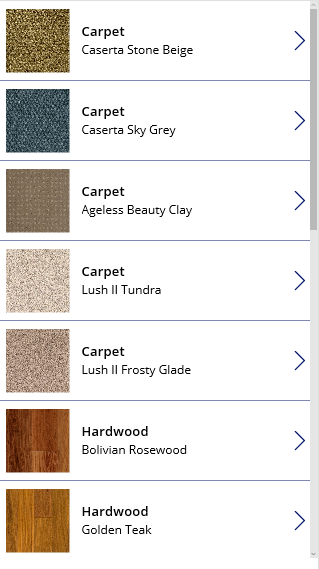 Carpet
Caserta Stone Beige
Carpet
Caserta Sky Grey
Carpet
Ageless Beauty Clay
Carpet
Lush II Tundra
Carpet
Lush II Frosty Glade
Hardwood
Bolivian Rosewood
Hardwood
Golden Teak